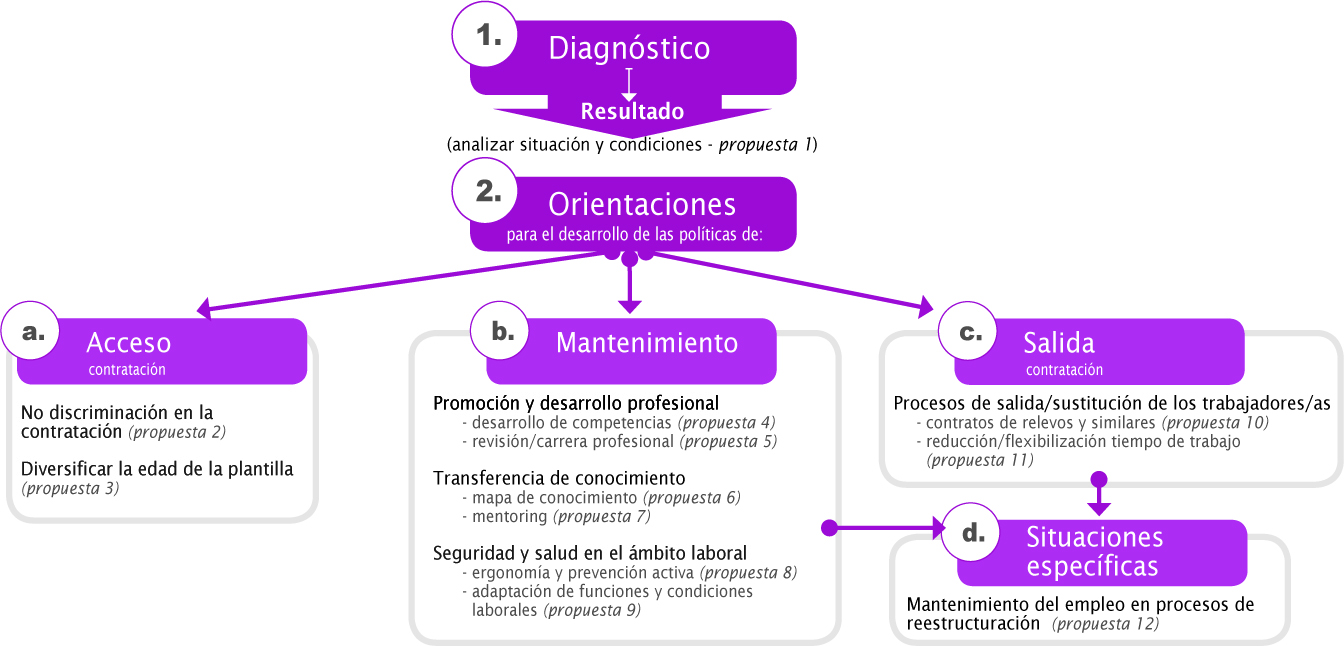 1.
Diagnóstico
Resultado
(analizar situación y condiciones - propuesta 1)
2.
Orientaciones
para el desarrollo de las políticas de:
a.
Acceso
contratación
No discriminación en la
contratación (propuesta 2)
Diversificar la edad de la plantilla
(propuesta 3)
b.
Mantenimiento
Promoción y desarrollo profesional
- desarrollo de competencias (propuesta 4)
- revisión/carrera profesional (propuesta 5)
Transferencia de conocimiento
- mapa de conocimiento (propuesta 6)
- mentoring (propuesta 7)
Seguridad y salud en el ámbito laboral
- ergonomía y prevención activa (propuesta 8)
- adaptación de funciones y condiciones
laborales (propuesta 9)
c.
Salida
contratación
Procesos de salida/sustitución de los trabajadores/as
- contratos de relevos y similares (propuesta 10)
- reducción/flexibilización tiempo de trabajo
(propuesta 11)
d.
Situaciones
específicas
Mantenimiento del empleo en procesos de
reestructuración (propuesta 12)